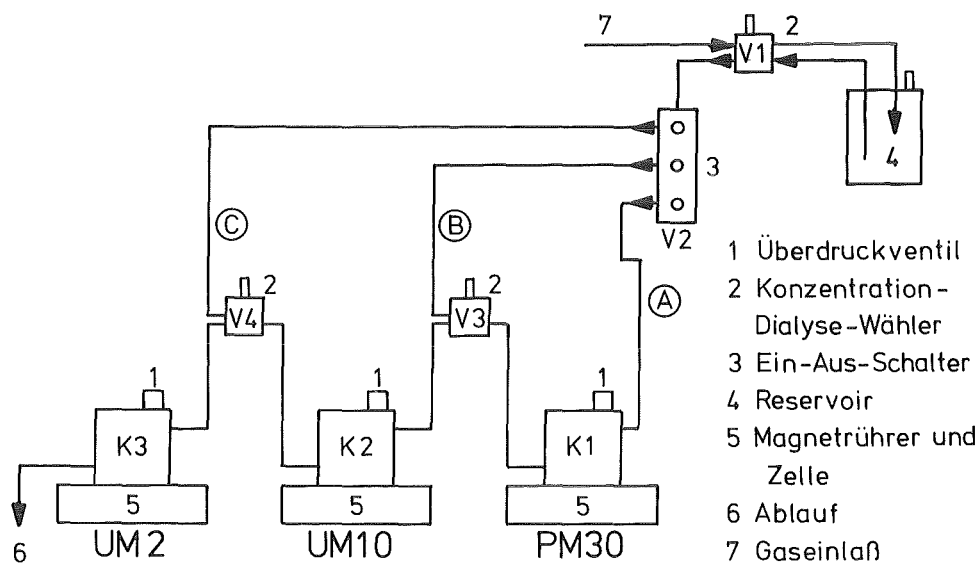 7
V1
2
4
3
V2
C
B
A
V4
2
V3
2
1
K3
5
UM2
6
1
K2
5
UM10
1
K1
5
PM30
1 Überdruckventil
2 Konzentration-
Dialyse-Wähler
3 Ein-Aus-Schalter
4 Reservoir
5 Magnetrührer und
Zelle
6 Ablauf
7 Gaseinlaß